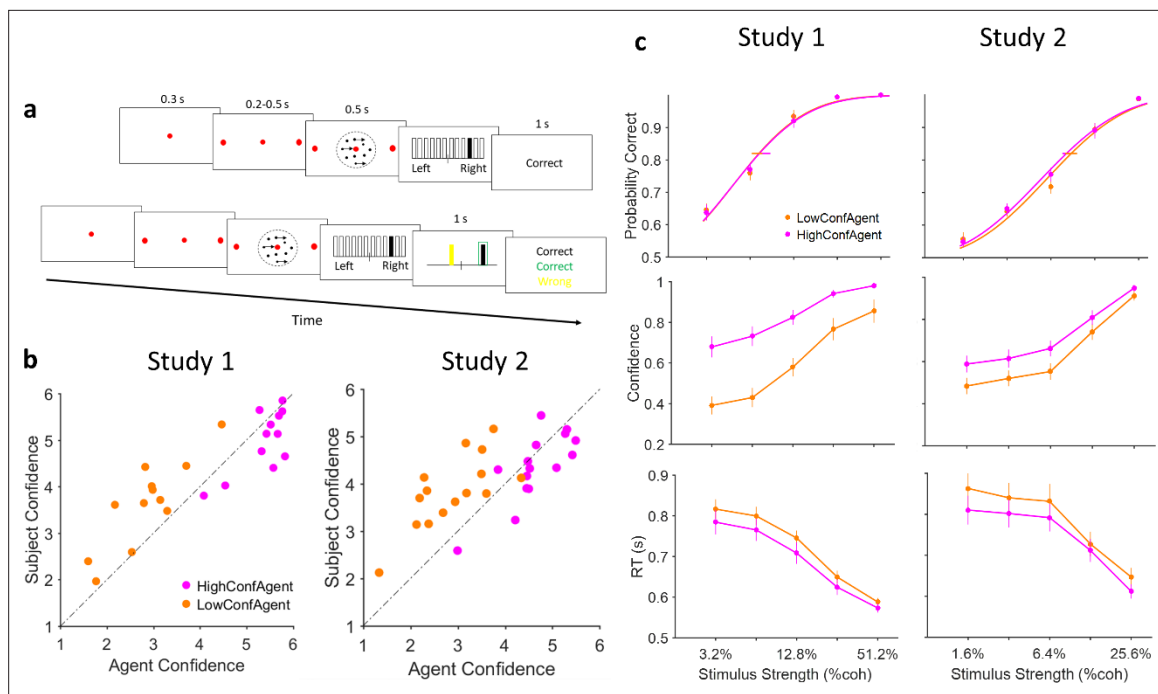 a
0.3 s
0.2-0.5 s
0.5 s
1 s
Left Right
Correct
1 s
Left Right
Correct
Correct
Wrong
Time
b
Study 1
Study 2
6
5
4
3
2
1
Subject Confidence
HighConfAgent
LowConfAgent
1 2 3 4 5 6
Agent Confidence
6
5
4
3
2
1
Subject Confidence
1 2 3 4 5 6
Agent Confidence
c
Study 1
Study 2
0.9
0.8
0.7
0.6
0.5
Probability Correct
LowConfAgent
HighConfAgent
1
0.8
0.6
0.4
0.2
Confidence
0.9
0.8
0.7
0.6
0.5
RT (s)
3.2% 12.8% 51.2%
Stimulus Strength (%coh)
1.6% 6.4% 25.6%
Stimulus Strength (%coh)